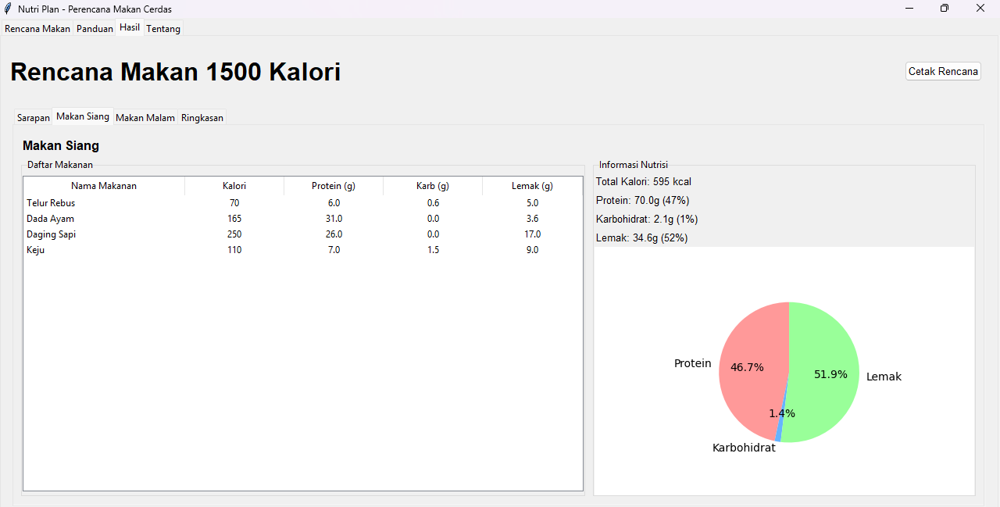 Nutri Plan - Perencana Makan Cerdas
Rencana Makan Panduan Hasil Tentang
Rencana Makan 1500 Kalori
Cetak Rencana
Sarapan Makan Siang Makan Malam Ringkasan
Makan Siang
Daftar Makanan
Nama Makanan Kalori Protein (g) Karb (g) Lemak (g)
Telur Rebus 70 6.0 0.6 5.0
Dada Ayam 165 31.0 0.0 3.6
Daging Sapi 250 26.0 0.0 17.0
Keju 110 7.0 1.5 9.0
Informasi Nutrisi
Total Kalori: 595 kcal
Protein: 70.0g (47%)
Karbohidrat: 2.1g (1%)
Lemak: 34.6g (52%)
Protein
46.7%
51.9%
Lemak
1.4%
Karbohidrat